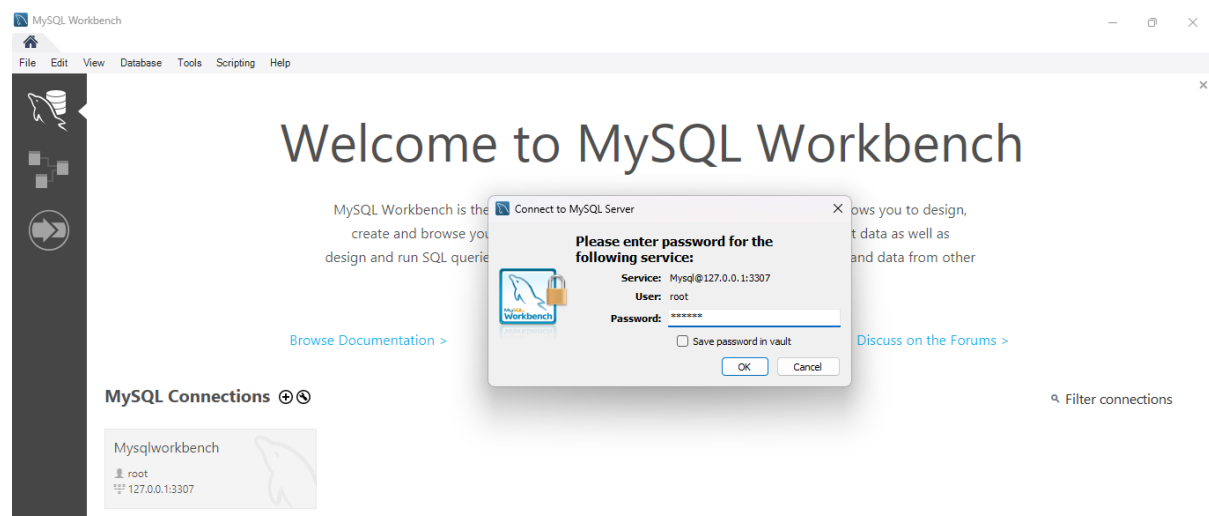 MySQL Workbench
File Edit View Database Tools Scripting Help
Welcome to MySQL Workbench
MySQL Workbench is the
ows you to design,
create and browse you
t data as well as
design and run SQL querie
and data from other
Browse Documentation >
Discuss on the Forums >
Connect to MySQL Server
Please enter password for the
following service:
Service: Mysql@127.0.0.1:3307
User: root
Password: ******
Save password in vault
OK Cancel
MySQL
Workbench
MySQL Connections
Filter connections
Mysqlworkbench
root
127.0.0.1:3307